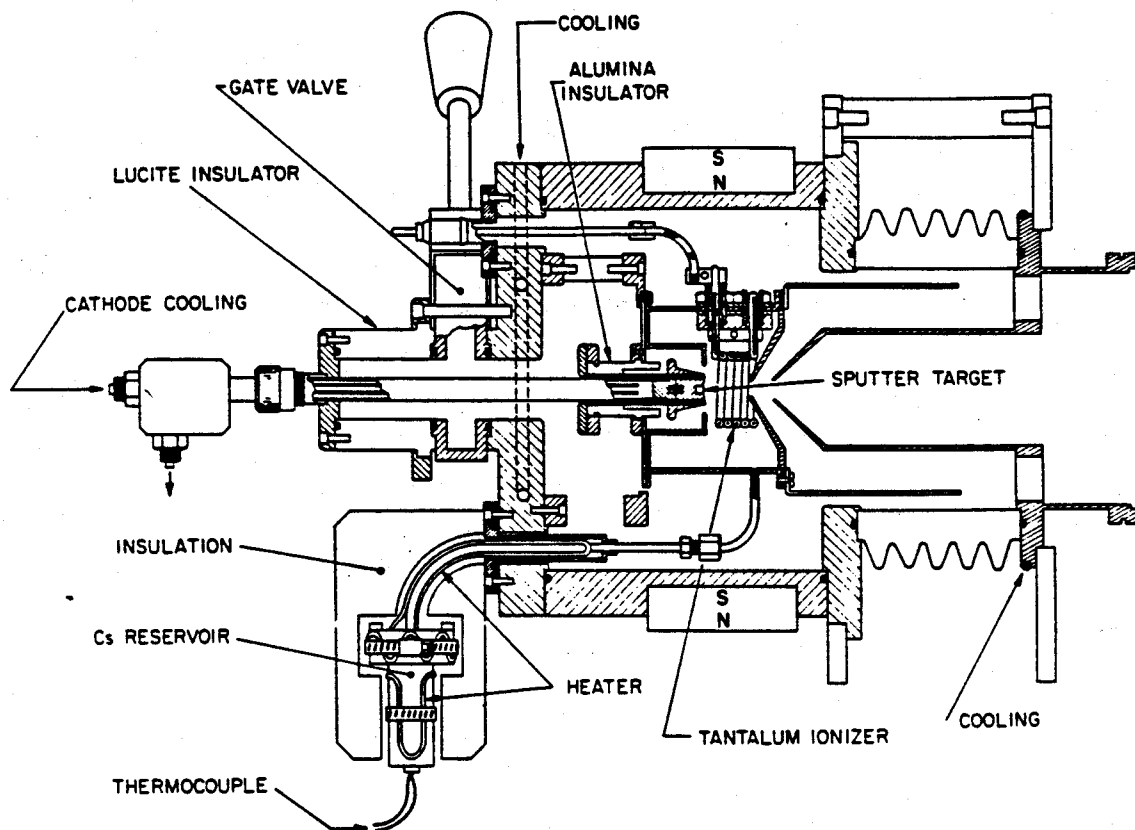 COOLING
GATE VALVE
ALUMINA
INSULATOR
LUCITE INSULATOR
S
N
CATHODE COOLING
SPUTTER TARGET
INSULATION
S
N
Cs RESERVOIR
HEATER
TANTALUM IONIZER
COOLING
THERMOCOUPLE